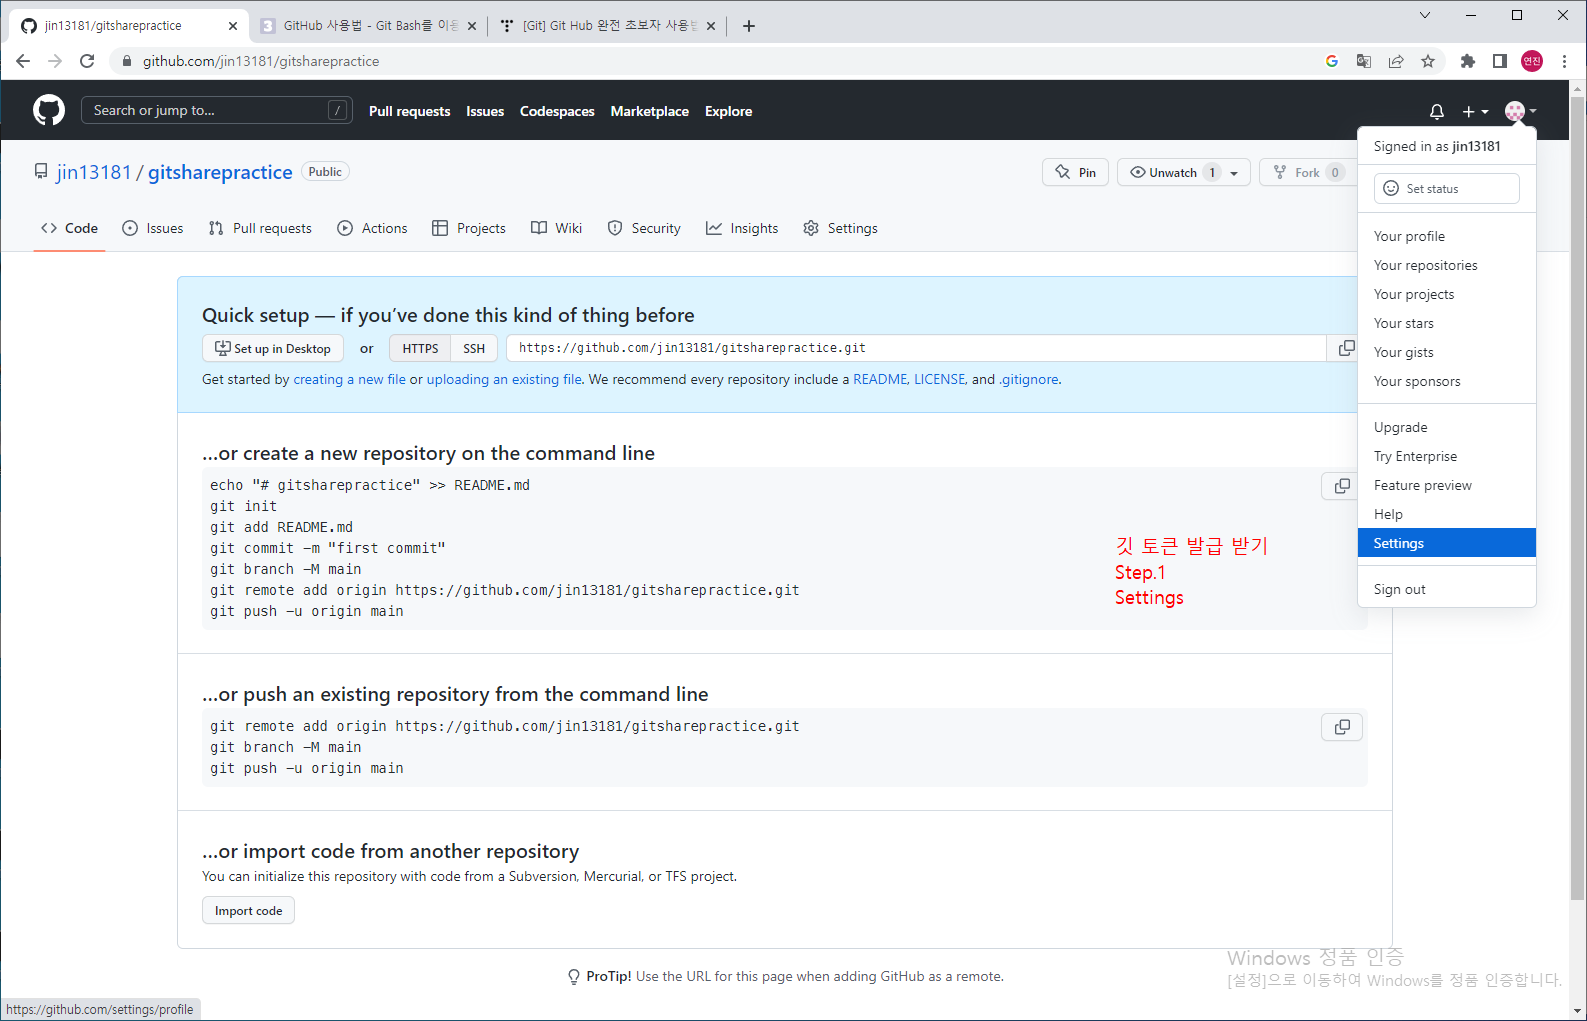 jin13181/gitsharepractice
GitHub 사용법 - Git Bash를 이용
[Git] Git Hub 완전 초보자 사용법
github.com/jin13181/gitsharepractice
연진
Search or jump to...
/
Pull requests
Issues
Codespaces
Marketplace
Explore
jin13181 / gitsharepractice
Public
Pin
Unwatch 1
Fork 0
Code
Issues
Pull requests
Actions
Projects
Wiki
Security
Insights
Settings
Signed in as jin13181
Set status
Your profile
Your repositories
Your projects
Your stars
Your gists
Your sponsors
Upgrade
Try Enterprise
Feature preview
Help
Settings
Sign out
Quick setup — if you’ve done this kind of thing before
Set up in Desktop
or
HTTPS
SSH
https://github.com/jin13181/gitsharepractice.git
Get started by creating a new file or uploading an existing file. We recommend every repository include a README, LICENSE, and .gitignore.
…or create a new repository on the command line
echo "# gitsharepractice" >> README.md
git init
git add README.md
git commit -m "first commit"
git branch -M main
git remote add origin https://github.com/jin13181/gitsharepractice.git
git push -u origin main
깃 토큰 발급 받기
Step.1
Settings
…or push an existing repository from the command line
git remote add origin https://github.com/jin13181/gitsharepractice.git
git branch -M main
git push -u origin main
…or import code from another repository
You can initialize this repository with code from a Subversion, Mercurial, or TFS project.
Import code
ProTip! Use the URL for this page when adding GitHub as a remote.
Windows 정품 인증
[설정]으로 이동하여 Windows를 정품 인증합니다.
https://github.com/settings/profile